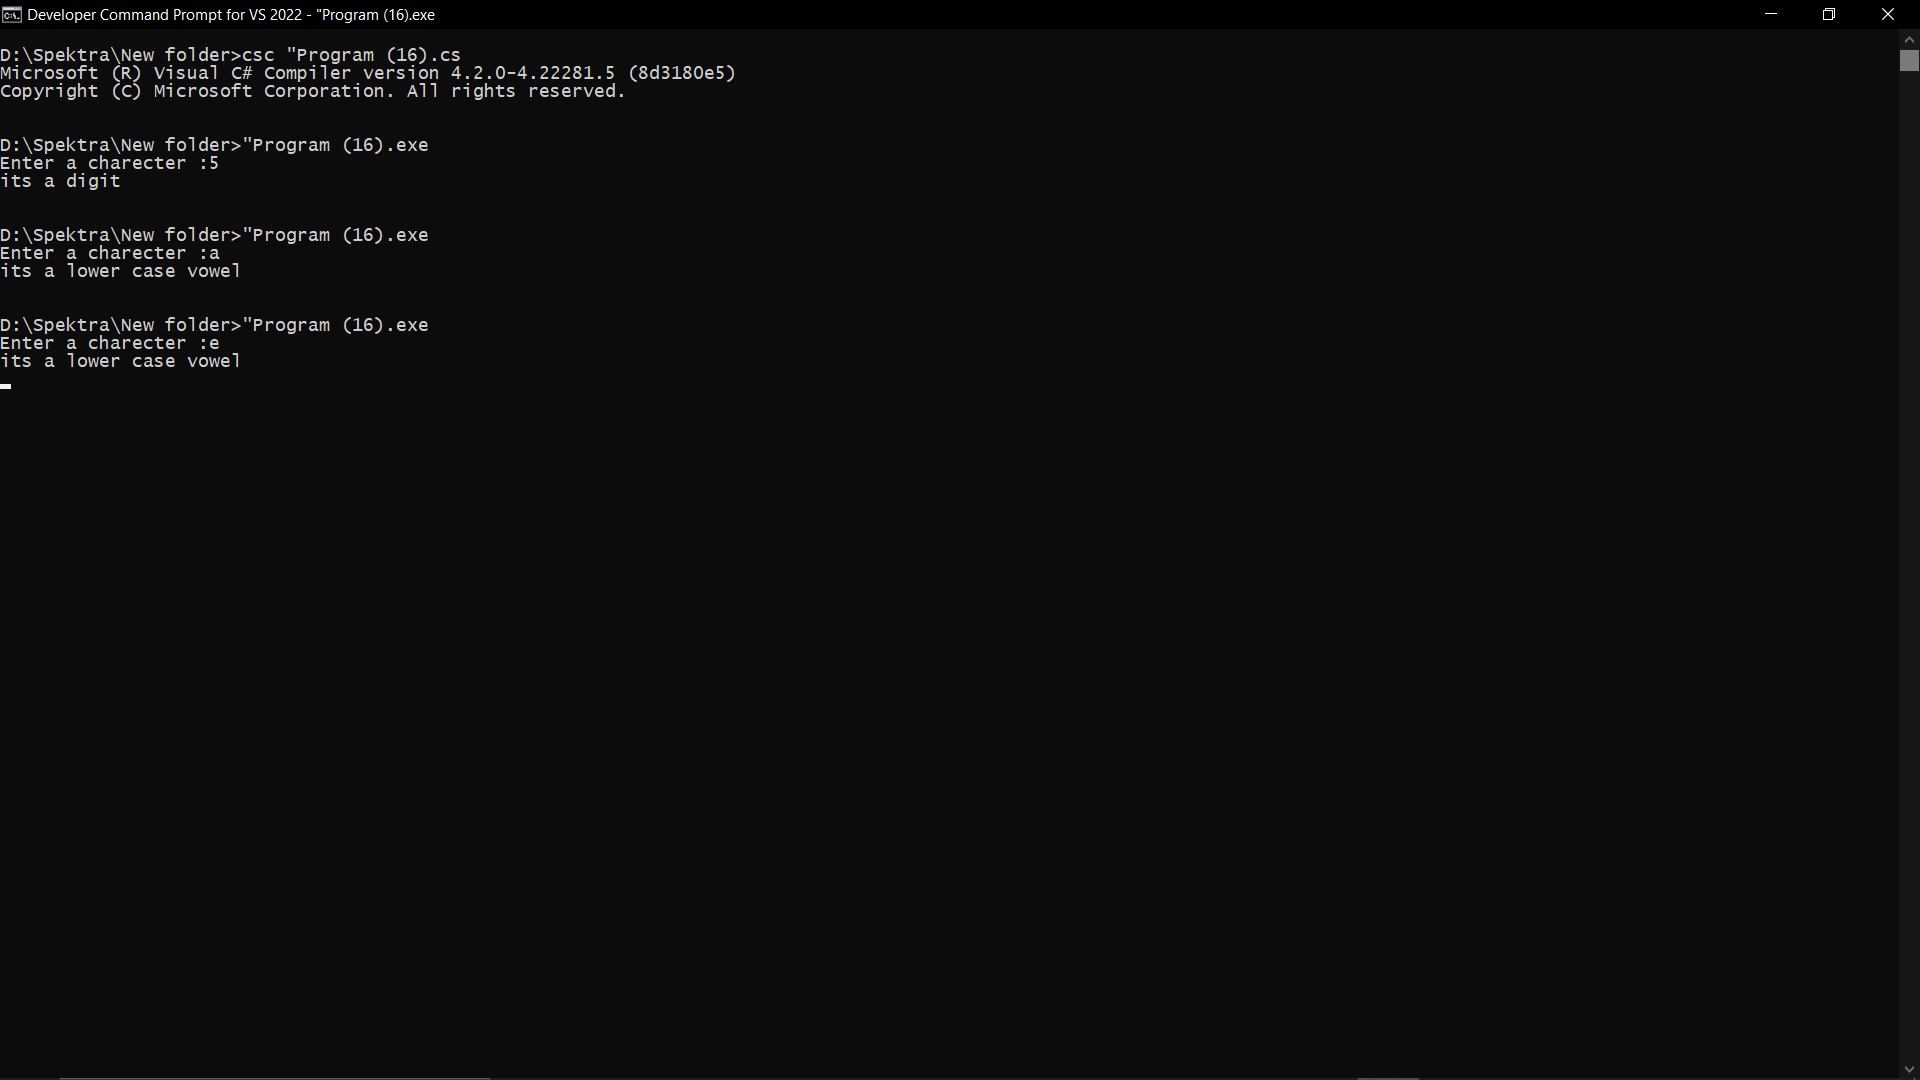 Developer Command Prompt for VS 2022 - "Program (16).exe
D:\Spektra\New folder>csc "Program (16).cs
Microsoft (R) Visual C# Compiler version 4.2.0-4.22281.5 (8d3180e5)
Copyright (C) Microsoft Corporation. All rights reserved.
D:\Spektra\New folder>"Program (16).exe
Enter a charecter :5
its a digit
D:\Spektra\New folder>"Program (16).exe
Enter a charecter :a
its a lower case vowel
D:\Spektra\New folder>"Program (16).exe
Enter a charecter :e
its a lower case vowel